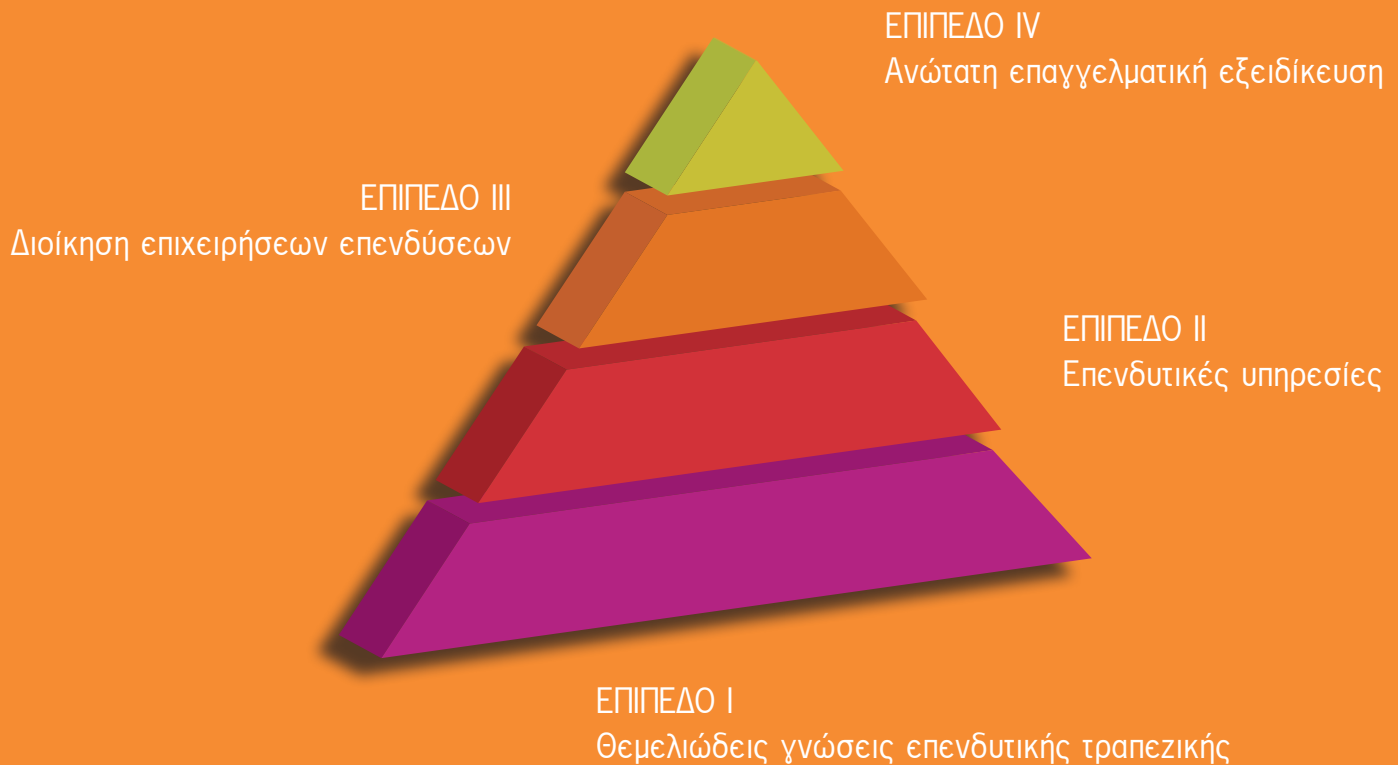 ΕΠΙΠΕΔΟ IV
Ανώτατη επαγγελματική εξειδίκευση
ΕΠΙΠΕΔΟ III
Διοίκηση επιχειρήσεων επενδύσεων
ΕΠΙΠΕΔΟ II
Επενδυτικές υπηρεσίες
ΕΠΙΠΕΔΟ I
Θεμελιώδεις γνώσεις επενδυτικής τραπεζικής